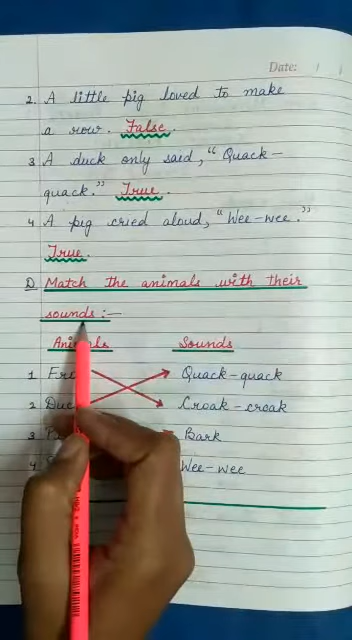 Date: / /
2. A little pig loved to make
a row. False.
3 A duck only said, "Quack-
quack." True.
4 A pig cried aloud, "Wee-wee."
True.
D Match the animals with their
sounds :-
Animals Sounds
1 Quack-quack
2 Croak-croak
3 Bark
4 Wee-wee